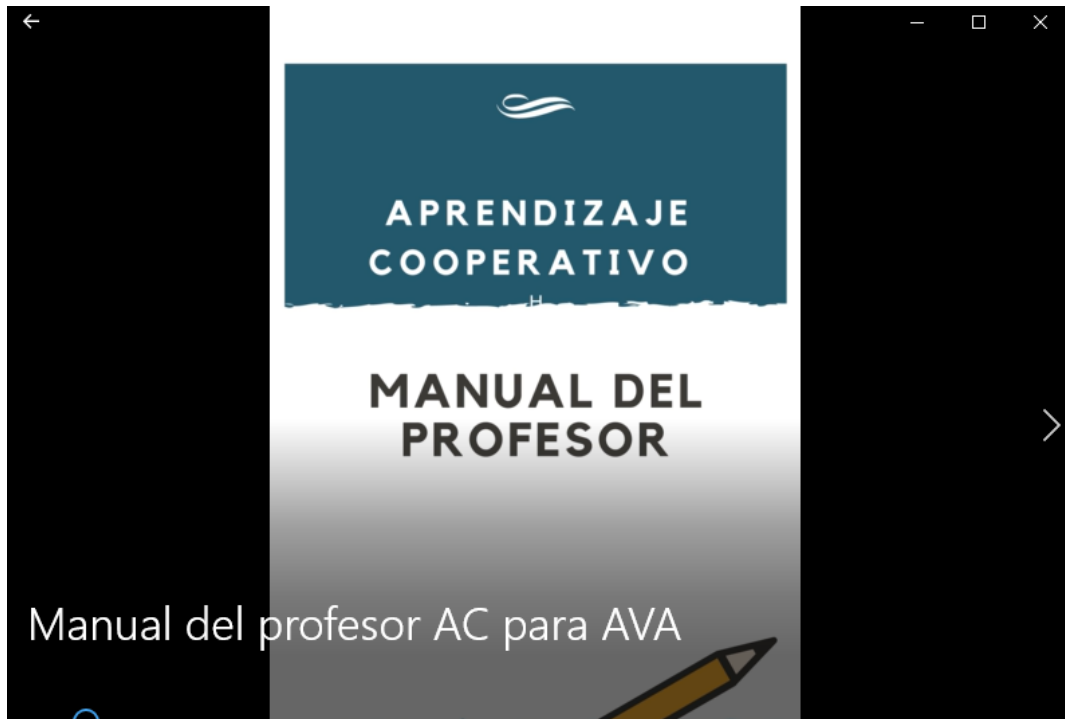 APRENDIZAJE
COOPERATIVO
H
MANUAL DEL
PROFESOR
Manual del profesor AC para AVA